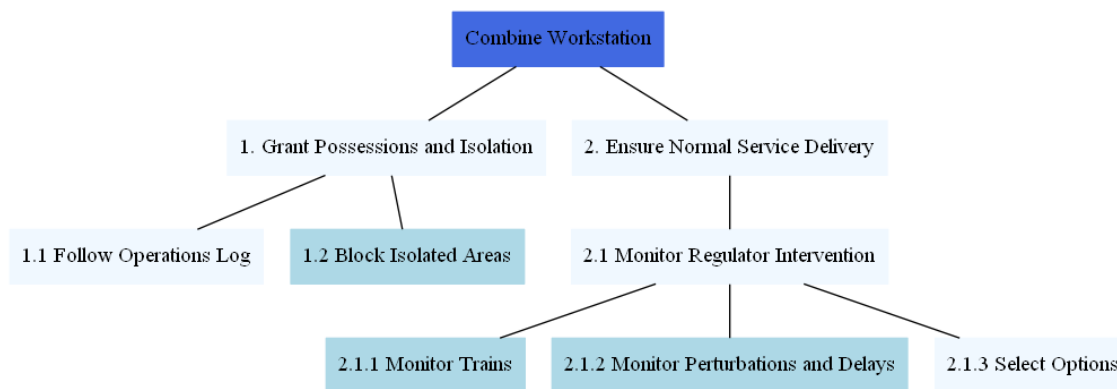 Combine Workstation
1. Grant Possessions and Isolation
2. Ensure Normal Service Delivery
1.1 Follow Operations Log
1.2 Block Isolated Areas
2.1 Monitor Regulator Intervention
2.1.1 Monitor Trains
2.1.2 Monitor Perturbations and Delays
2.1.3 Select Options